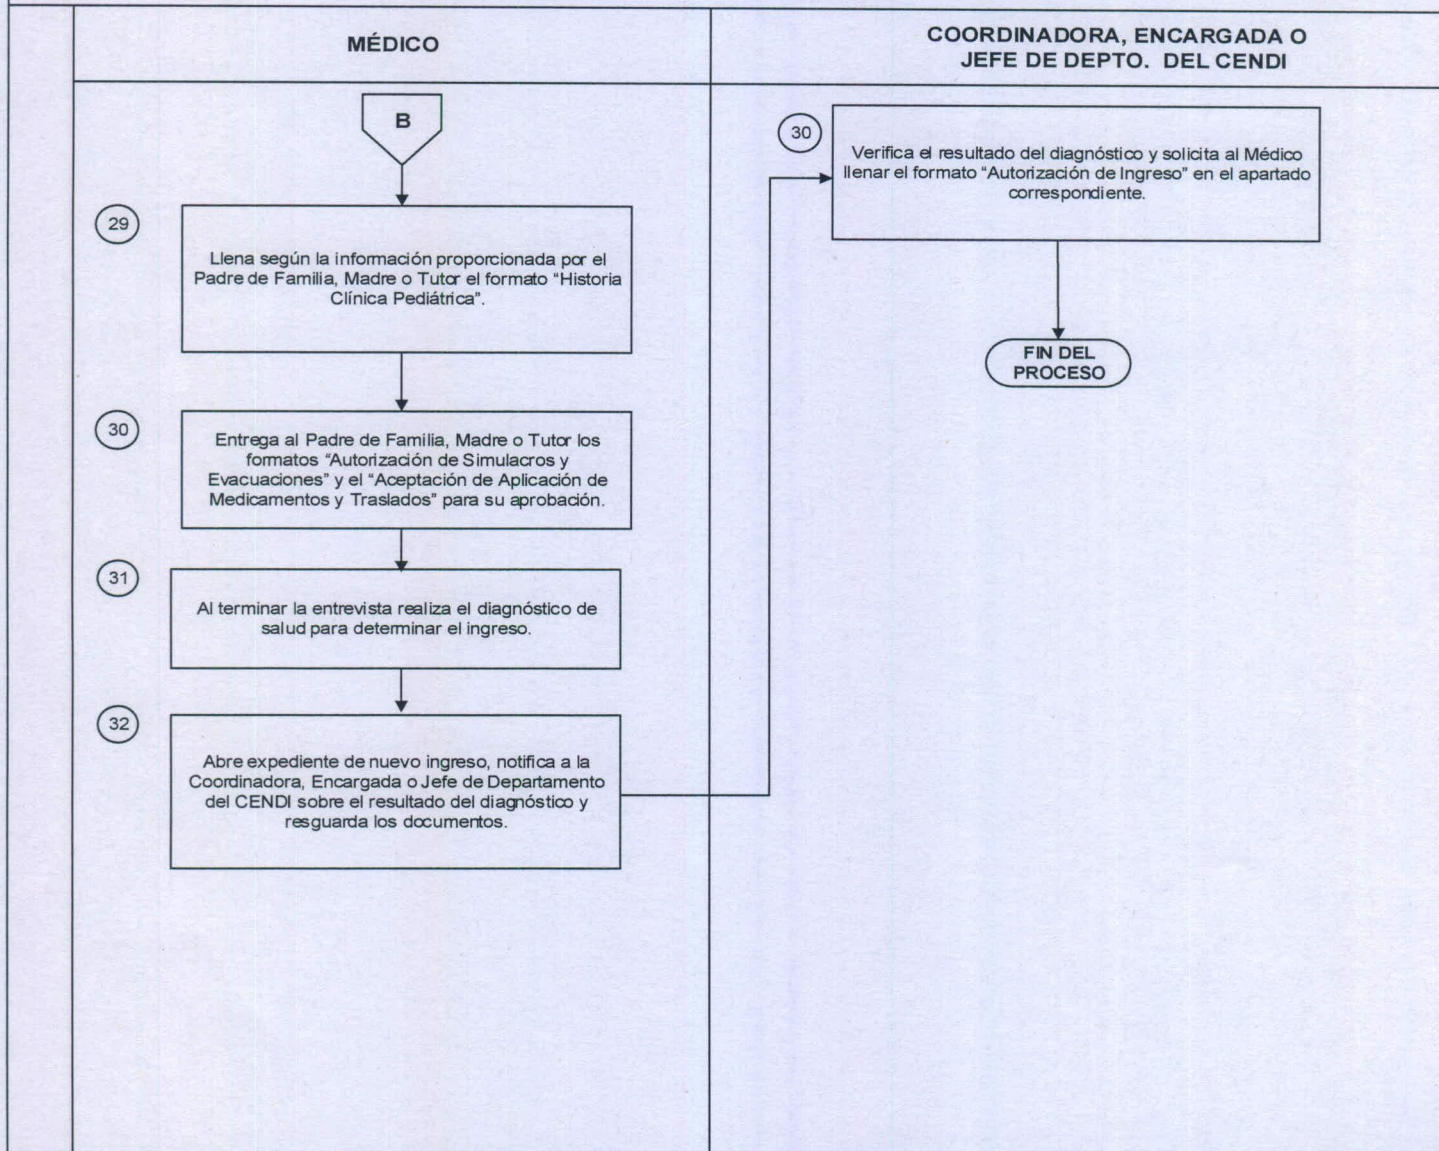 MÉDICO
COORDINADORA, ENCARGADA O
JEFE DE DEPTO. DEL CENDI
B
29
Llena según la información proporcionada por el
Padre de Familia, Madre o Tutor el formato “Historia
Clínica Pediátrica”.
30
Entrega al Padre de Familia, Madre o Tutor los
formatos “Autorización de Simulacros y
Evacuaciones” y el “Aceptación de Aplicación de
Medicamentos y Traslados” para su aprobación.
31
Al terminar la entrevista realiza el diagnóstico de
salud para determinar el ingreso.
32
Abre expediente de nuevo ingreso, notifica a la
Coordinadora, Encargada o Jefe de Departamento
del CENDI sobre el resultado del diagnóstico y
resguarda los documentos.
30
Verifica el resultado del diagnóstico y solicita al Médico
llenar el formato “Autorización de Ingreso” en el apartado
correspondiente.
FIN DEL
PROCESO